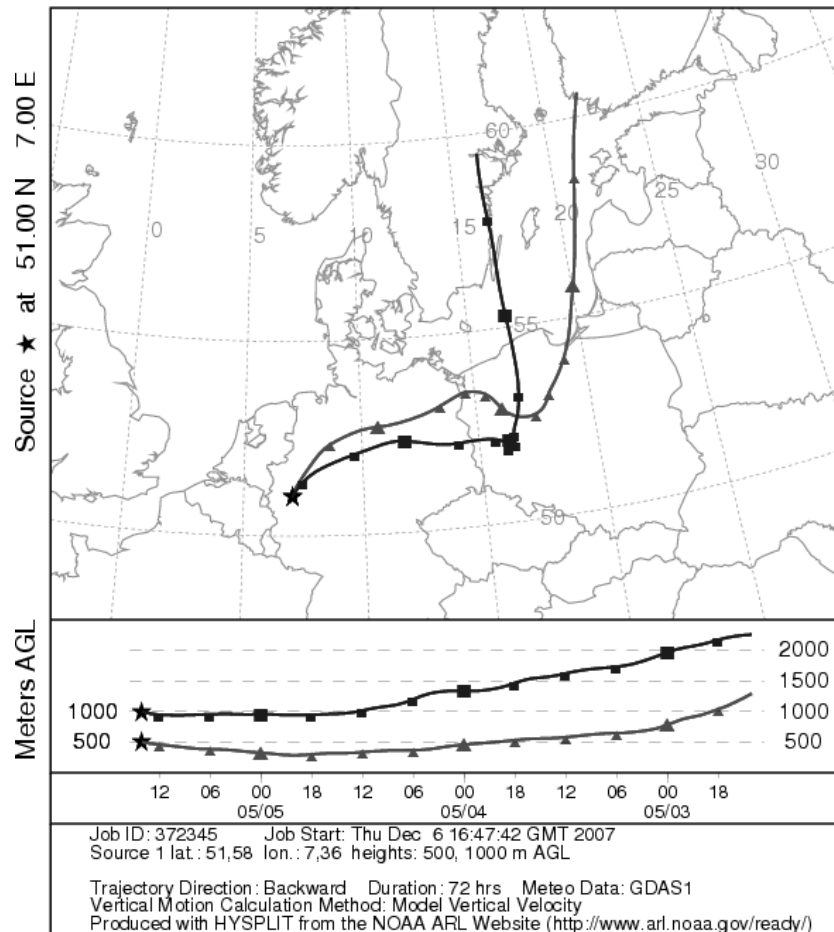 Source ★ at 51.00 N 7.00 E
60
0
5
10
15
20
25
30
55
50
Meters AGL
2000
1500
1000 1000
500 500
12 06 00 18 12 06 00 18 12 06 00 18
05/05 05/04 05/03
Job ID: 372345 Job Start: Thu Dec 6 16:47:42 GMT 2007
Source 1 lat.: 51,58 lon.: 7,36 heights: 500, 1000 m AGL
Trajectory Direction: Backward Duration: 72 hrs Meteo Data: GDAS1
Vertical Motion Calculation Method: Model Vertical Velocity
Produced with HYSPLIT from the NOAA ARL Website (http://www.arl.noaa.gov/ready/)